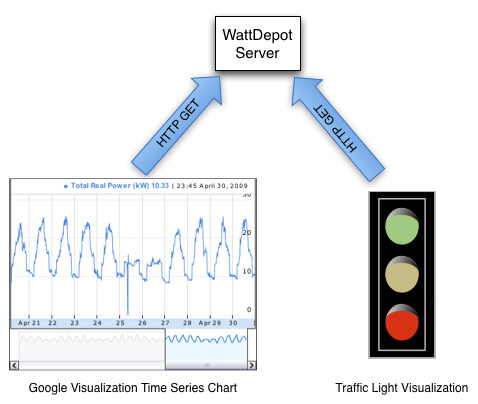 WattDepot
Server
HTTP GET
HTTP GET
● Total Real Power (kW) 10.33 | 23:45 April 30, 2009
30
20
10
0
Apr 21 22 23 24 25 26 27 28 Apr 29 30 1
Google Visualization Time Series Chart
Traffic Light Visualization